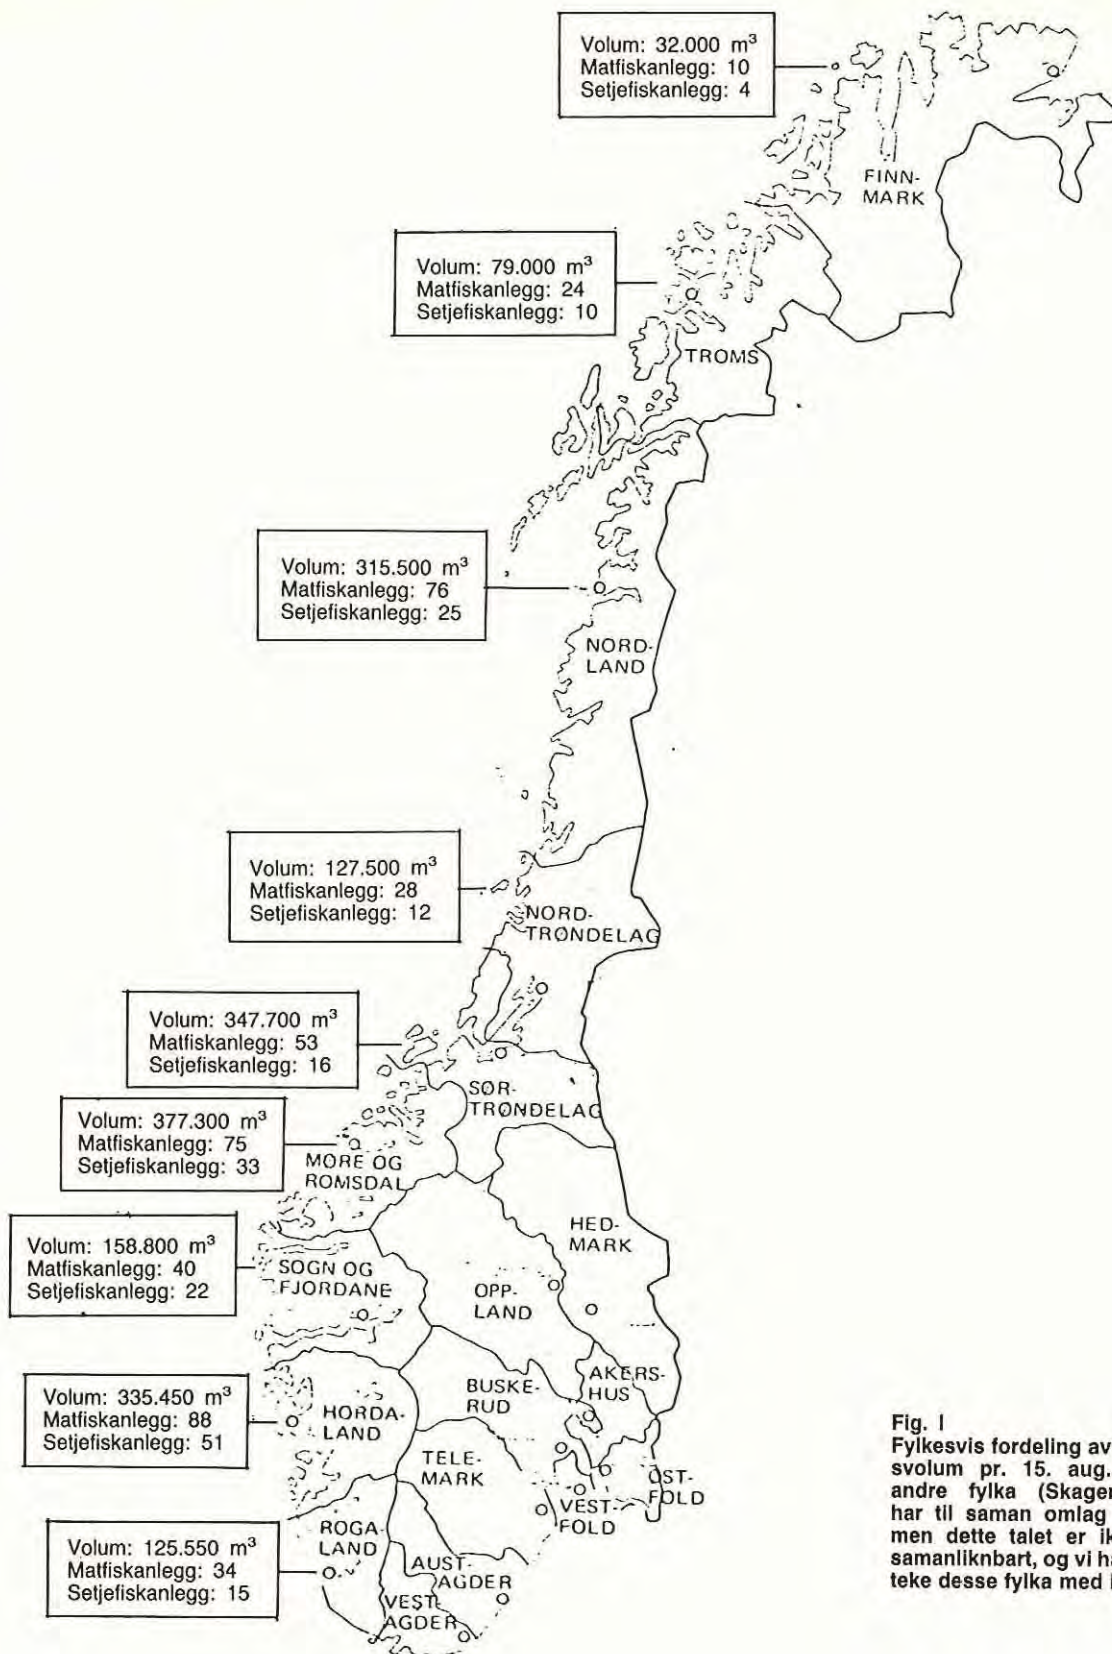 Volum: 32.000 m³
Matfiskanlegg: 10
Setjefiskanlegg: 4
FINN-
MARK
Volum: 79.000 m³
Matfiskanlegg: 24
Setjefiskanlegg: 10
TROMS
Volum: 315.500 m³
Matfiskanlegg: 76
Setjefiskanlegg: 25
NORD-
LAND
Volum: 127.500 m³
Matfiskanlegg: 28
Setjefiskanlegg: 12
NORD-
TRØNDELAG
Volum: 347.700 m³
Matfiskanlegg: 53
Setjefiskanlegg: 16
SØR-
TRØNDELAG
Volum: 377.300 m³
Matfiskanlegg: 75
Setjefiskanlegg: 33
MØRE OG
ROMSDAL
HED-
MARK
Volum: 158.800 m³
Matfiskanlegg: 40
Setjefiskanlegg: 22
SOGN OG
FJORDANE
OPP-
LAND
Volum: 335.450 m³
Matfiskanlegg: 88
Setjefiskanlegg: 51
HORDA-
LAND
BUSKE-
RUD
AKERS-
HUS
TELE-
MARK
VEST-
FOLD
ØST-
FOLD
Volum: 125.550 m³
Matfiskanlegg: 34
Setjefiskanlegg: 15
ROGA-
LAND
AUST-
AGDER
VEST-
AGDER
Fig. I
Fylkesvis fordeling av
svolum pr. 15. aug.
andre fylka (Skager
har til saman omlag
men dette talet er ik
samanliknbart, og vi ha
teke desse fylka med i